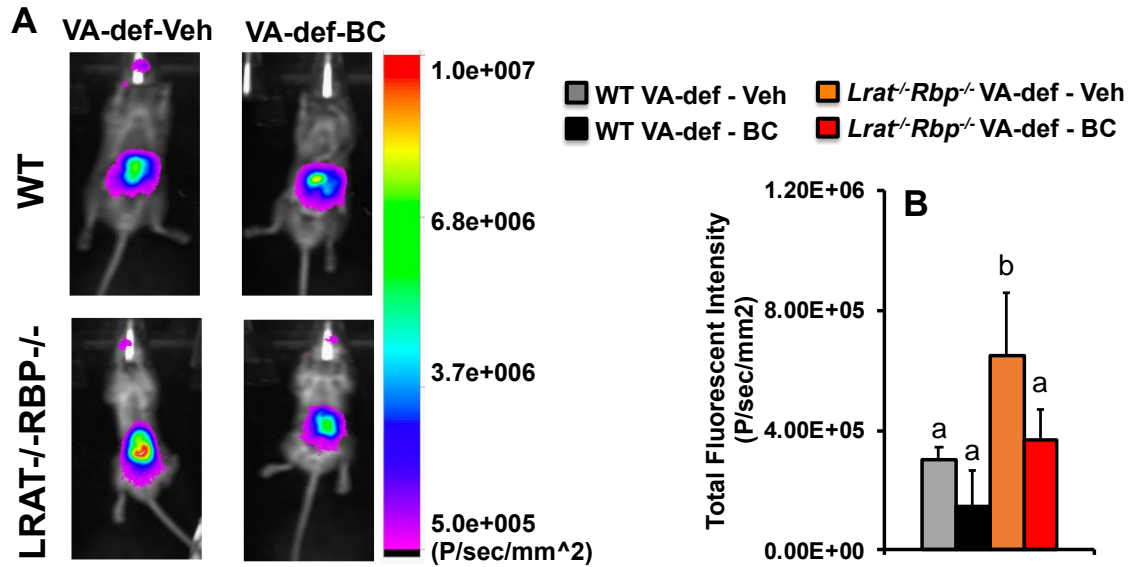 A
VA-def-Veh
VA-def-BC
WT
LRAT-/-RBP-/-
1.0e+007
6.8e+006
3.7e+006
5.0e+005
(P/sec/mm^2)
WT VA-def - Veh
Lrat-/-Rbp-/- VA-def - Veh
WT VA-def - BC
Lrat-/-Rbp-/- VA-def - BC
B
Total Fluorescent Intensity
(P/sec/mm2)
1.20E+06
8.00E+05
4.00E+05
0.00E+00
a
a
b
a